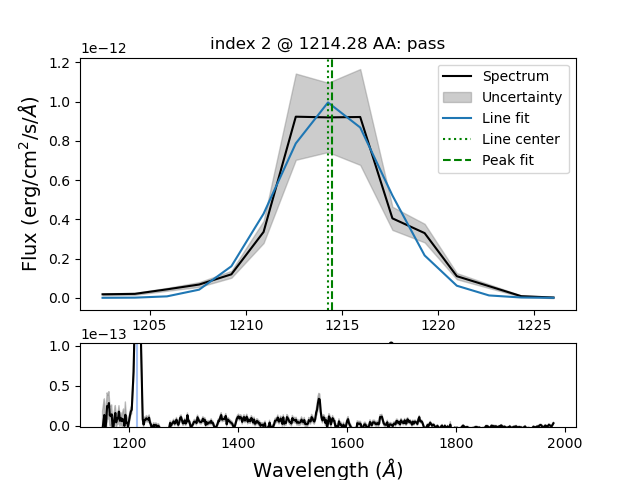 index 2 @ 1214.28 AA: pass
1e−12
1.2
1.0
0.8
0.6
0.4
0.2
0.0
Flux (erg/cm²/s/Å)
Spectrum
Uncertainty
Line fit
Line center
Peak fit
1205 1210 1215 1220 1225
1e−13
1.0
0.5
0.0
1200 1400 1600 1800 2000
Wavelength (Å)